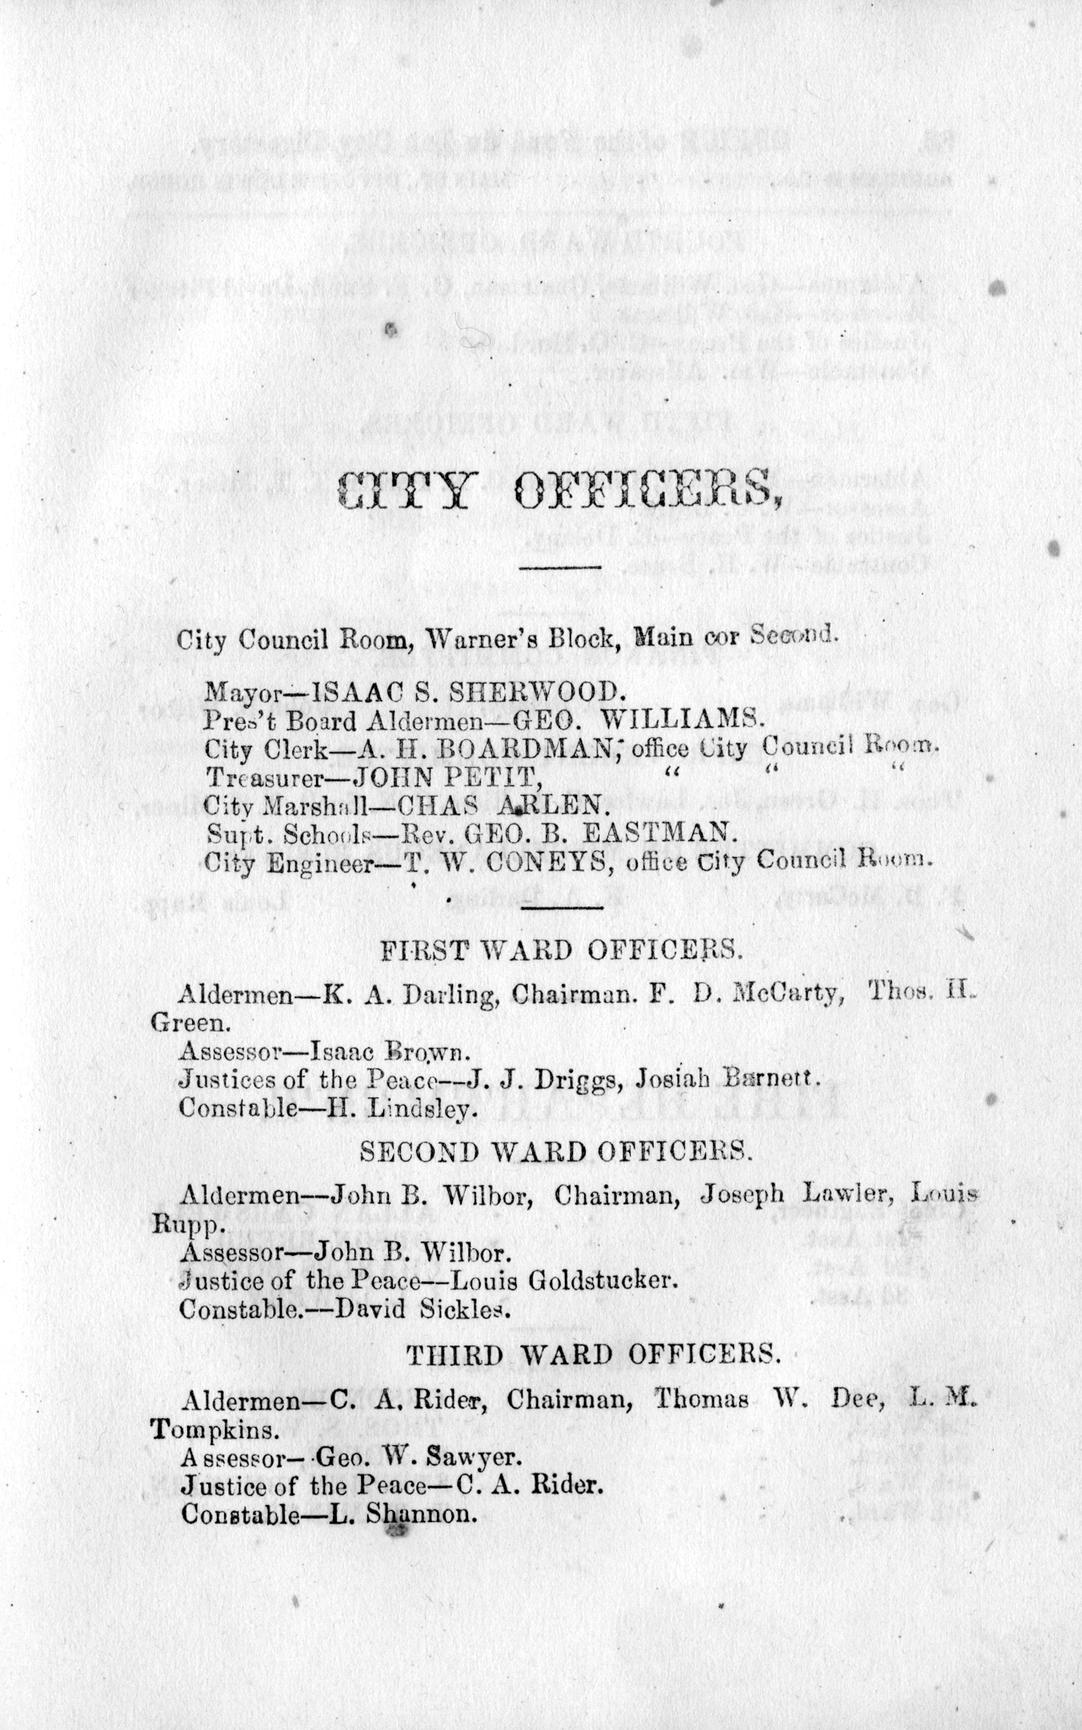 CITY OFFICERS,
City Council Room, Warner's Block, Main cor Second.
Mayor—ISAAC S. SHERWOOD.
Pres't Board Aldermen—GEO. WILLIAMS.
City Clerk—A. H. BOARDMAN, office City Council Room.
Treasurer—JOHN PETIT, " " "
City Marshall—CHAS ARLEN.
Supt. Schools—Rev. GEO. B. EASTMAN.
City Engineer—T. W. CONEYS, office City Council Room.
FIRST WARD OFFICERS.
Aldermen—K. A. Darling, Chairman. F. D. McCarty, Thos. H.
Green.
Assessor—Isaac Brown.
Justices of the Peace—J. J. Driggs, Josiah Barnett.
Constable—H. Lindsley.
SECOND WARD OFFICERS.
Aldermen—John B. Wilbor, Chairman, Joseph Lawler, Louis
Rupp.
Assessor—John B. Wilbor.
Justice of the Peace—Louis Goldstucker.
Constable.—David Sickles.
THIRD WARD OFFICERS.
Aldermen—C. A. Rider, Chairman, Thomas W. Dee, L. M.
Tompkins.
Assessor—Geo. W. Sawyer.
Justice of the Peace—C. A. Rider.
Constable—L. Shannon.